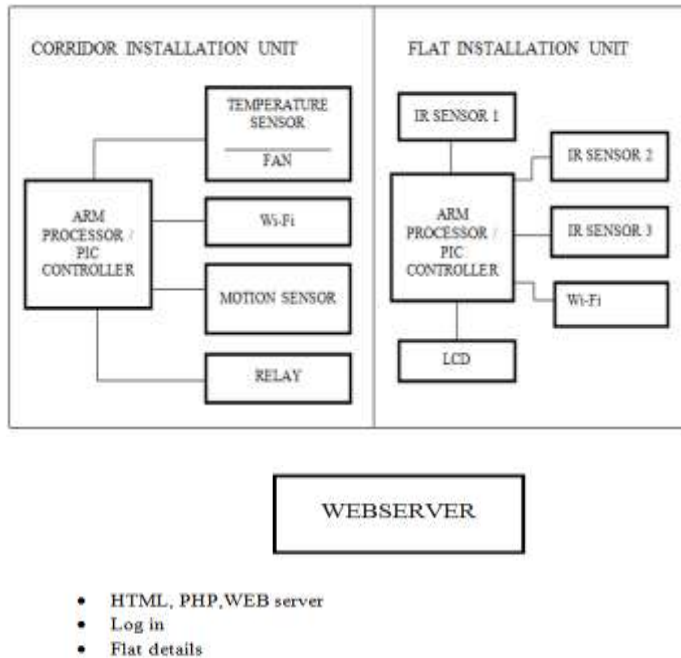 CORRIDOR INSTALLATION UNIT
TEMPERATURE
SENSOR
FAN
Wi-Fi
ARM
PROCESSOR /
PIC
CONTROLLER
MOTION SENSOR
RELAY
FLAT INSTALLATION UNIT
IR SENSOR 1
IR SENSOR 2
ARM
PROCESSOR /
PIC
CONTROLLER
IR SENSOR 3
Wi-Fi
LCD
WEBSERVER
• HTML, PHP,WEB server
• Log in
• Flat details